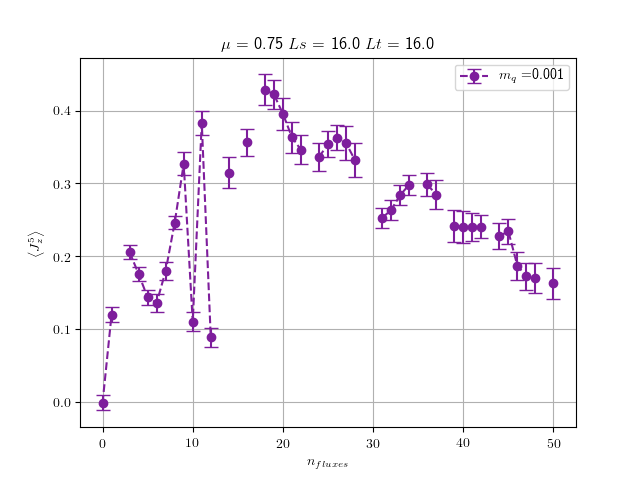 μ = 0.75 Ls = 16.0 Lt = 16.0
m_q =0.001
⟨J_z^5⟩
0.4
0.3
0.2
0.1
0.0
0 10 20 30 40 50
n_fluxes